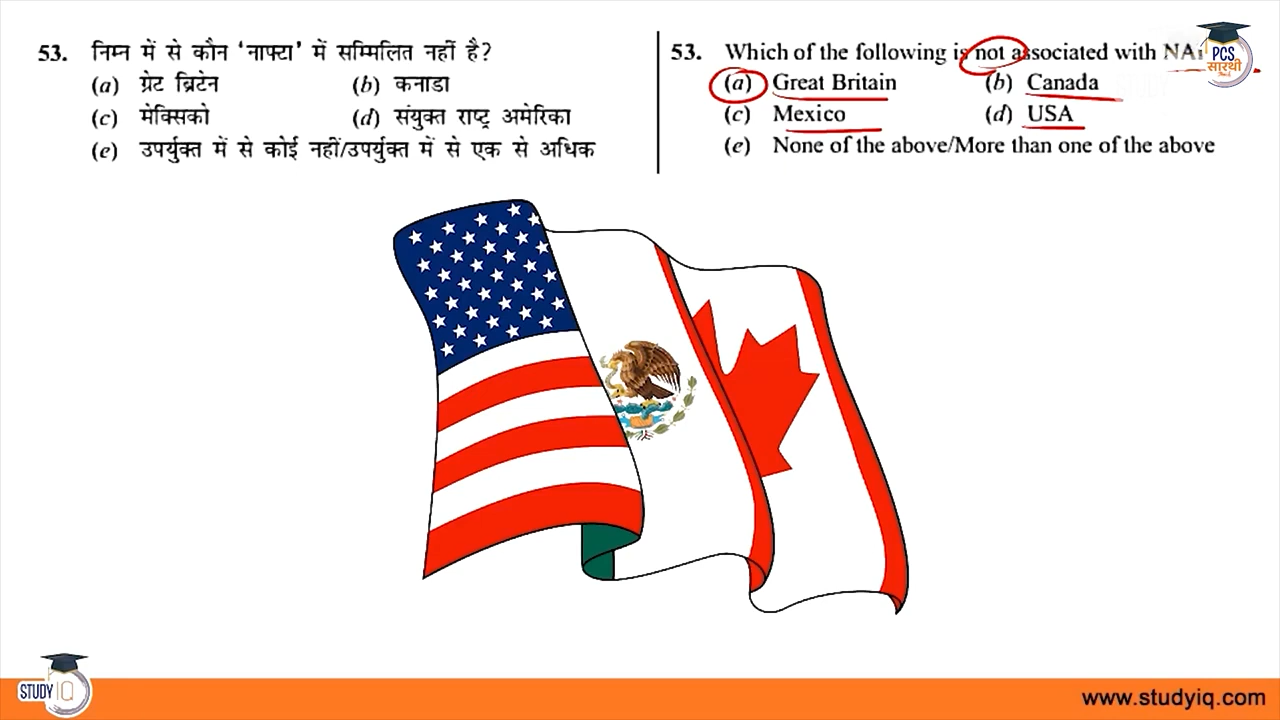 53. निम्न में से कौन ‘नाफ्टा’ में सम्मिलित नहीं है?
(a) ग्रेट ब्रिटेन (b) कनाडा
(c) मेक्सिको (d) संयुक्त राष्ट्र अमेरिका
(e) उपर्युक्त में से कोई नहीं/उपर्युक्त में से एक से अधिक
53. Which of the following is not associated with
(a) Great Britain (b) Canada
(c) Mexico (d) USA
(e) None of the above/More than one of the above
PCS
सारथी
STUDY IQ
www.studyiq.com